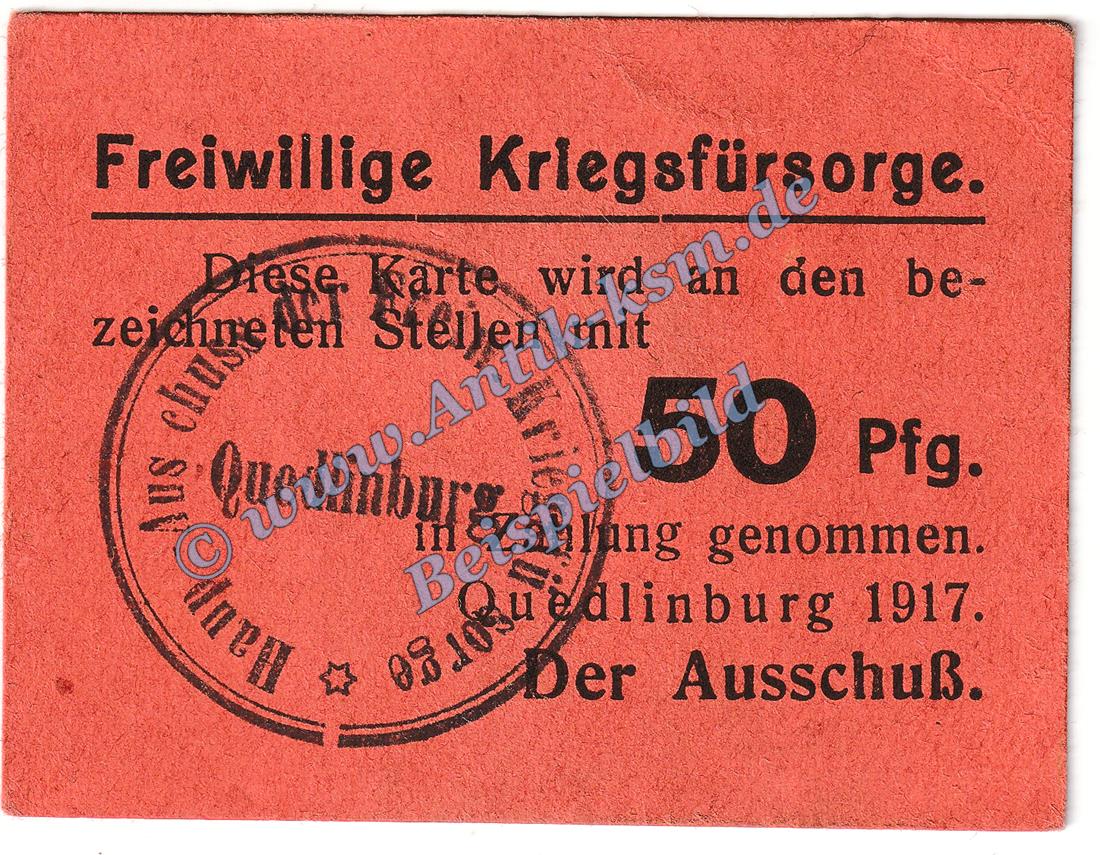 Freiwillige Kriegsfürsorge.
Diese Karte wird an den be-
zeichneten Stellen mit
50 Pfg.
in Zahlung genommen.
Quedlinburg 1917.
Der Ausschuß.
Quedlinburg
© www.Antik-ksm.de
Beispielbild